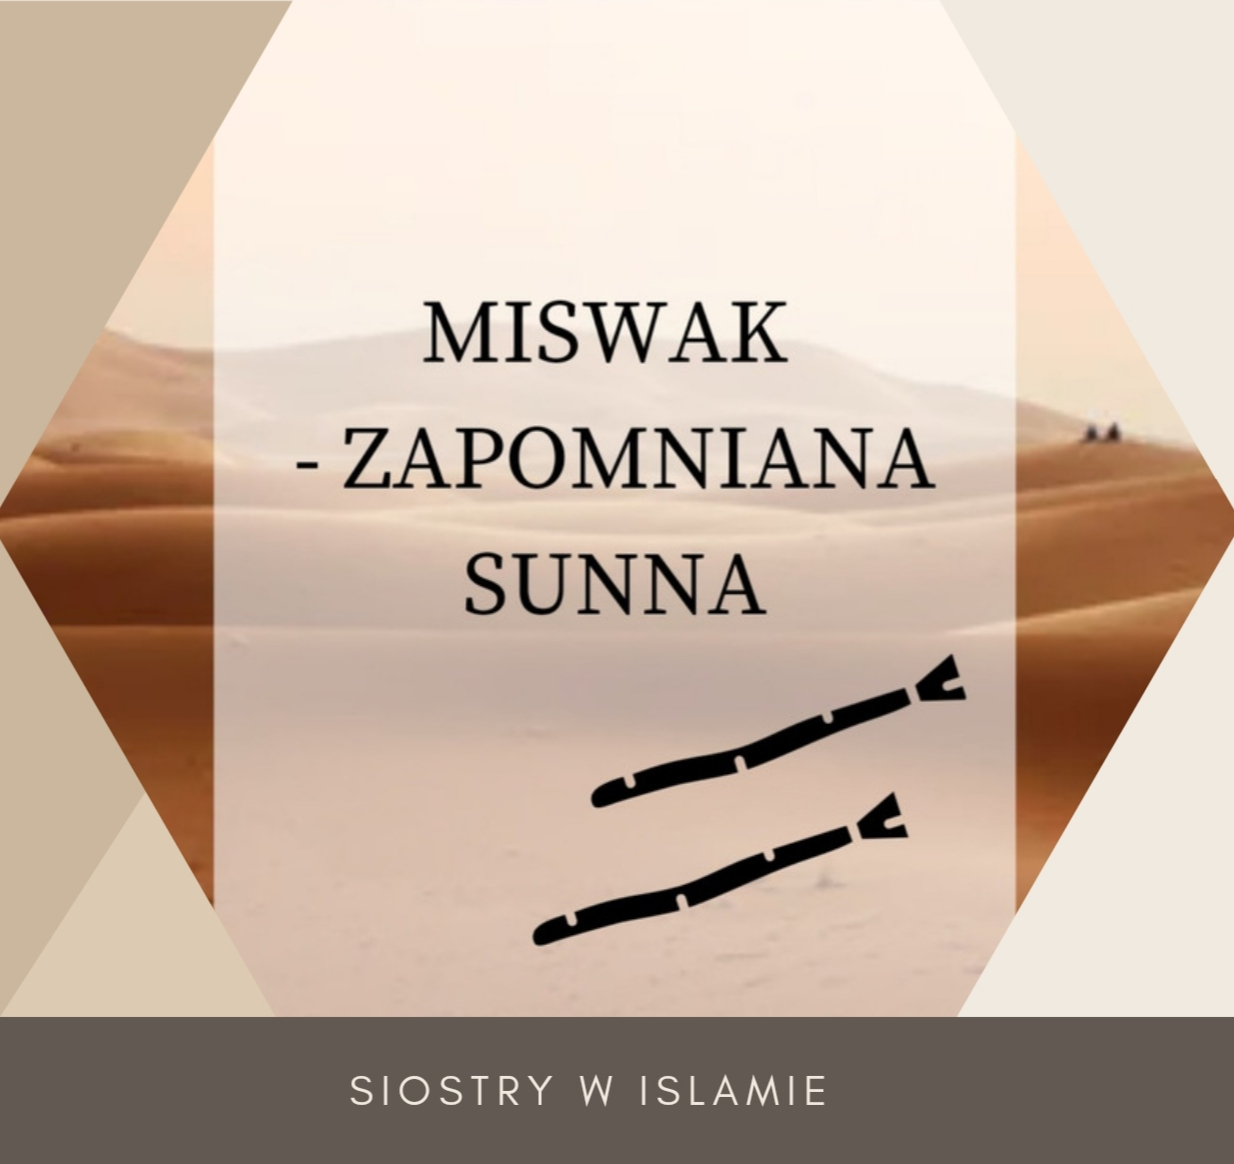 MISWAK
- ZAPOMNIANA
SUNNA
SIOSTRY W ISLAMIE